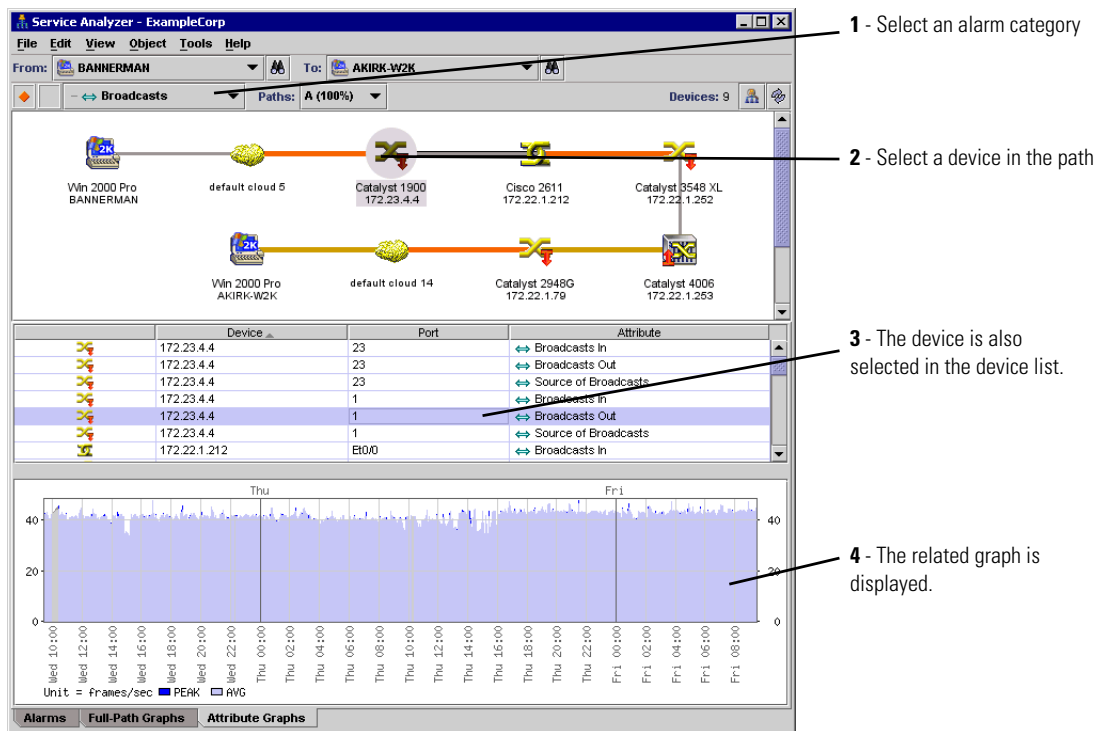 Service Analyzer - ExampleCorp
File Edit View Object Tools Help
From: BANNERMAN To: AKIRK-W2K
Broadcasts Paths: A (100%) Devices: 9
2K
Win 2000 Pro
BANNERMAN
default cloud 5
Catalyst 1900
172.23.4.4
Cisco 2611
172.22.1.212
Catalyst 3548 XL
172.22.1.252
2K
Win 2000 Pro
AKIRK-W2K
default cloud 14
Catalyst 2948G
172.22.1.79
Catalyst 4006
172.22.1.253
Device Port Attribute
172.23.4.4 23 Broadcasts In
172.23.4.4 23 Broadcasts Out
172.23.4.4 23 Source of Broadcasts
172.23.4.4 1 Broadcasts In
172.23.4.4 1 Broadcasts Out
172.23.4.4 1 Source of Broadcasts
172.22.1.212 Et0/0 Broadcasts In
Thu Fri
40 40
20 20
0 0
Wed 10:00 Wed 12:00 Wed 14:00 Wed 16:00 Wed 18:00 Wed 20:00 Wed 22:00 Thu 00:00 Thu 02:00 Thu 04:00 Thu 06:00 Thu 08:00 Thu 10:00 Thu 12:00 Thu 14:00 Thu 16:00 Thu 18:00 Thu 20:00 Thu 22:00 Fri 00:00 Fri 02:00 Fri 04:00 Fri 06:00 Fri 08:00
Unit = frames/sec PEAK AVG
Alarms Full-Path Graphs Attribute Graphs
1 - Select an alarm category
2 - Select a device in the path
3 - The device is also
selected in the device list.
4 - The related graph is
displayed.